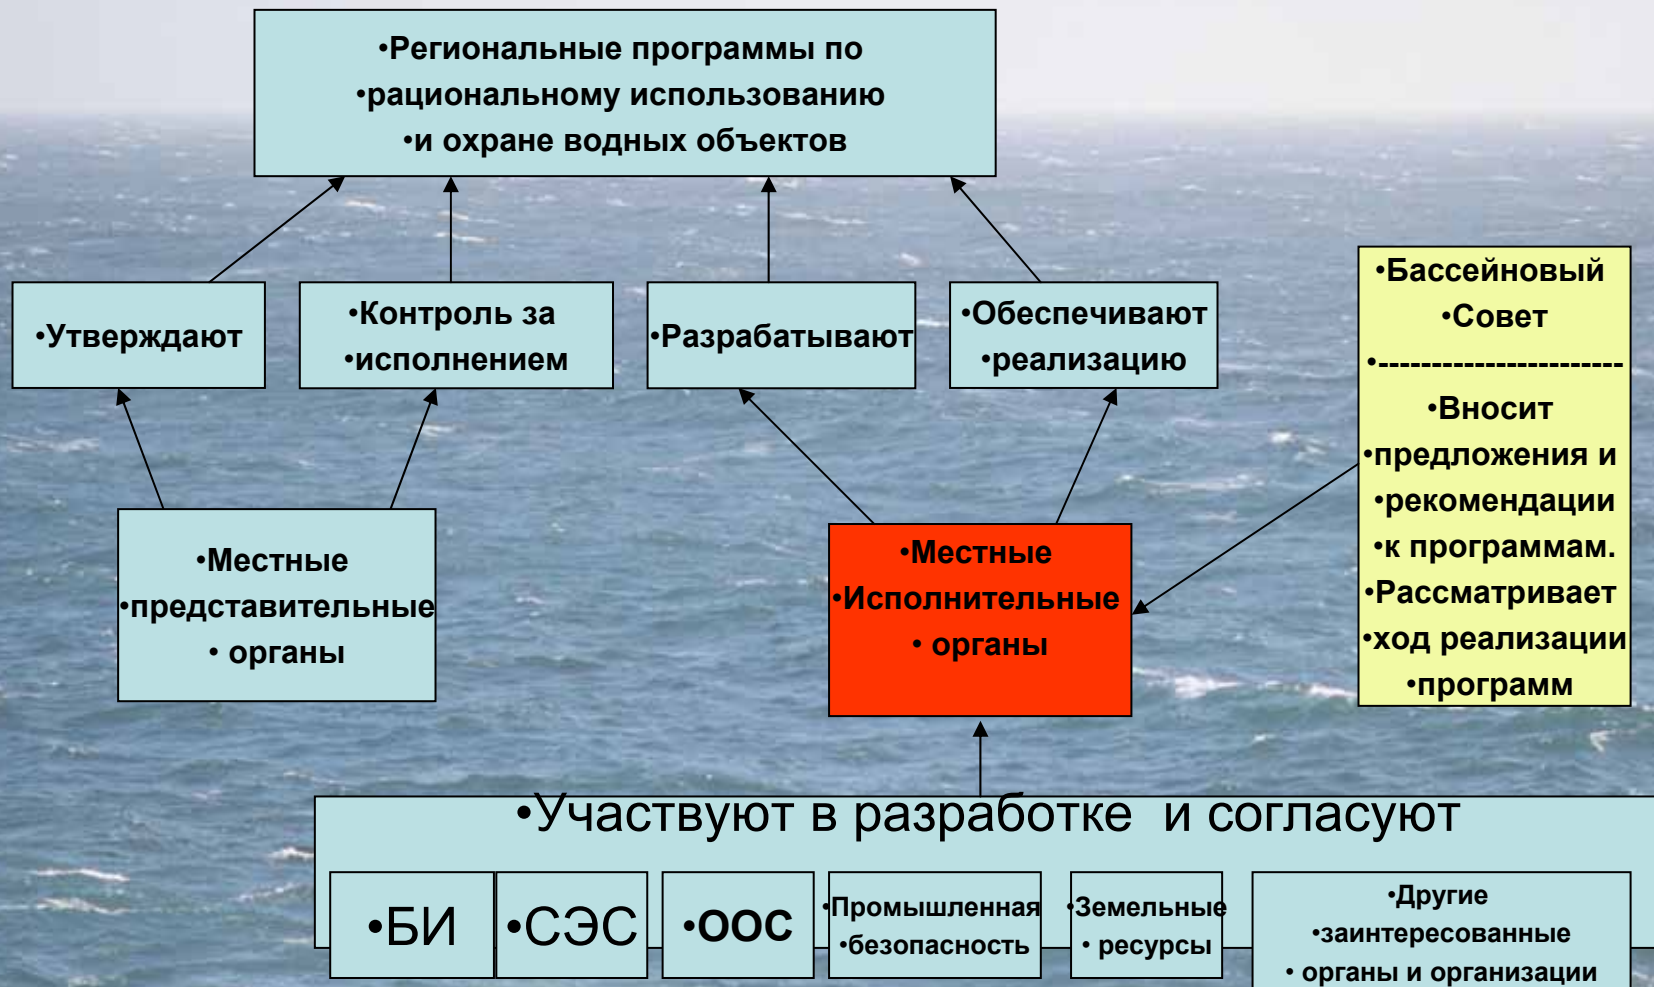 •Региональные программы по
•рациональному использованию
•и охране водных объектов
•Утверждают
•Контроль за
•исполнением
•Разрабатывают
•Обеспечивают
•реализацию
•Бассейновый
•Совет
•-----------------------
•Вносит
•предложения и
•рекомендации
•к программам.
•Рассматривает
•ход реализации
•программ
•Местные
•представительные
• органы
•Местные
•Исполнительные
• органы
•Участвуют в разработке и согласуют
•БИ
•СЭС
•ООС
•Промышленная
•безопасность
•Земельные
• ресурсы
•Другие
•заинтересованные
• органы и организации